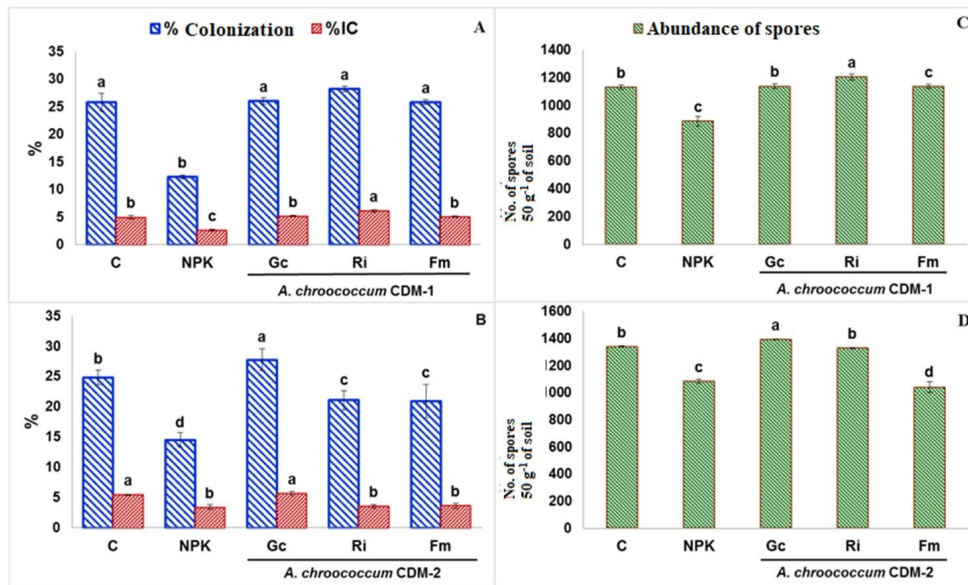 % Colonization %IC A
35
30
25
20
15
10
5
0
%
a b a a a
b c b a b
C NPK Gc Ri Fm
A. chroococcum CDM-1
Abundance of spores C
1400
1200
1000
800
600
400
200
0
No. of spores
50 g-1 of soil
b c b a c
C NPK Gc Ri Fm
A. chroococcum CDM-1
B
35
30
25
20
15
10
5
0
%
b d a c c
a b a b b
C NPK Gc Ri Fm
A. chroococcum CDM-2
D
1600
1400
1200
1000
800
600
400
200
0
No. of spores
50 g-1 of soil
b c a b d
C NPK Gc Ri Fm
A. chroococcum CDM-2